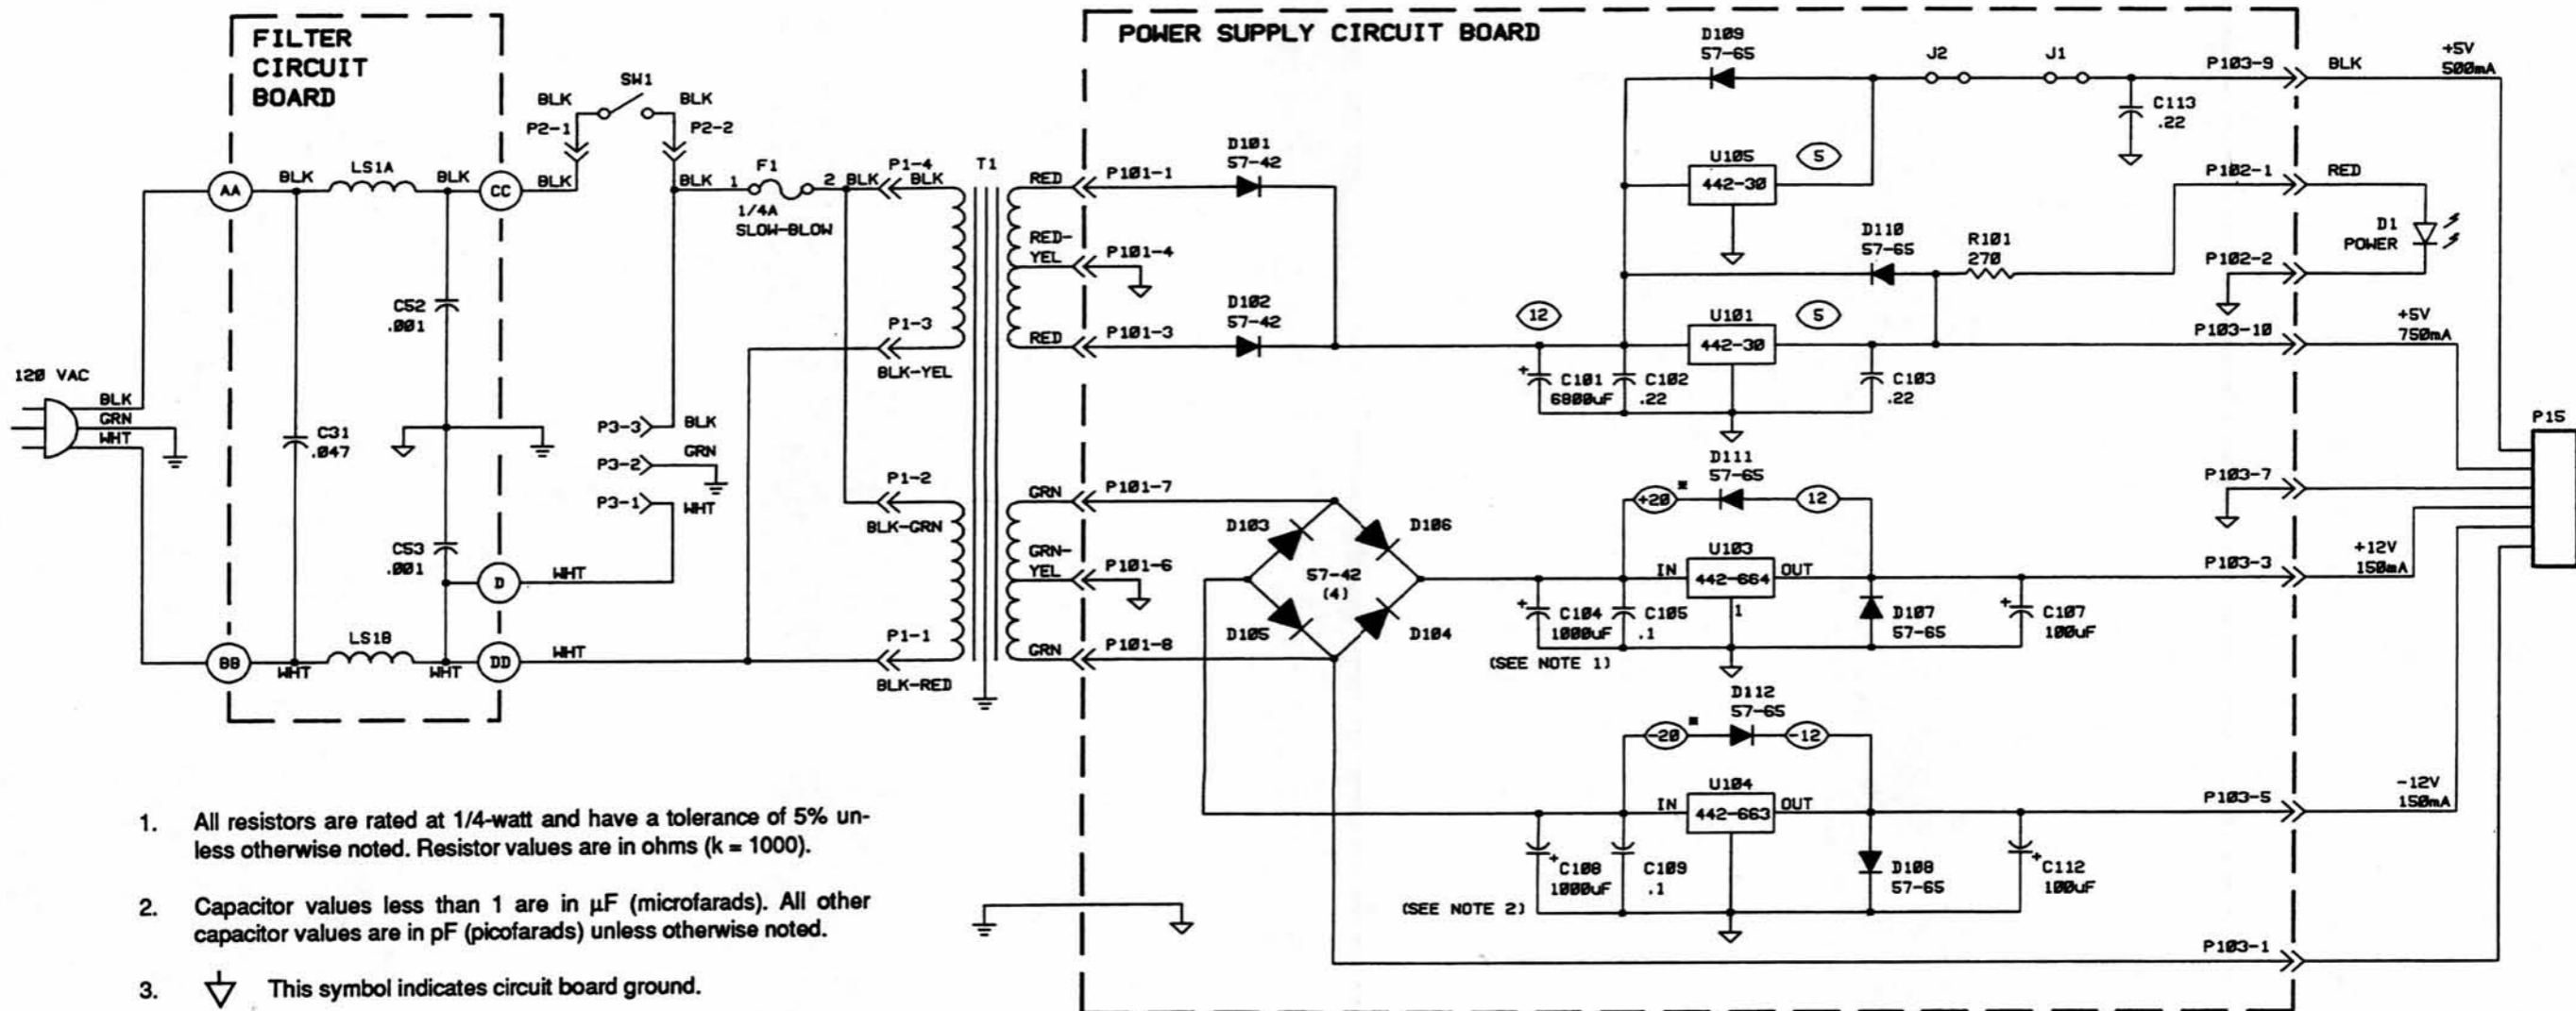 FILTER
CIRCUIT
BOARD
120 VAC
BLK
GRN
WHT
AA
BLK
LS1A
BLK
CC
BLK
C31
.047
C52
.001
C53
.001
D
WHT
BB
WHT
LS1B
WHT
DD
WHT
BLK
P2-1
SW1
BLK
P2-2
BLK
P3-3
BLK
P3-2
GRN
P3-1
WHT
1
F1
2
1/4A
SLOW-BLOW
BLK
P1-4
BLK
P1-3
BLK-YEL
P1-2
BLK-GRN
P1-1
BLK-RED
T1
RED
RED-
YEL
RED
GRN
GRN-
YEL
GRN
POWER SUPPLY CIRCUIT BOARD
P101-1
P101-4
P101-3
P101-7
P101-6
P101-8
D101
57-42
D102
57-42
D103
D106
57-42
(4)
D105
D104
D109
57-65
J2
J1
P103-9
BLK
+5V
500mA
C113
.22
U105
442-30
5
P102-1
RED
D110
57-65
R101
270
D1
POWER
P102-2
12
U101
442-30
5
P103-10
+5V
750mA
C101
6800uF
C102
.22
C103
.22
+
D111
57-65
+20
*
12
P103-7
IN
U103
442-664
OUT
1
P103-3
+12V
150mA
+
C104
1000uF
C105
.1
D107
57-65
+
C107
100uF
(SEE NOTE 1)
D112
57-65
-20
*
-12
IN
U104
442-663
OUT
P103-5
-12V
150mA
+
C108
1000uF
C109
.1
D108
57-65
+
C112
100uF
(SEE NOTE 2)
P103-1
P15
1. All resistors are rated at 1/4-watt and have a tolerance of 5% un-
less otherwise noted. Resistor values are in ohms (k = 1000).
2. Capacitor values less than 1 are in µF (microfarads). All other
capacitor values are in pF (picofarads) unless otherwise noted.
3. This symbol indicates circuit board ground.